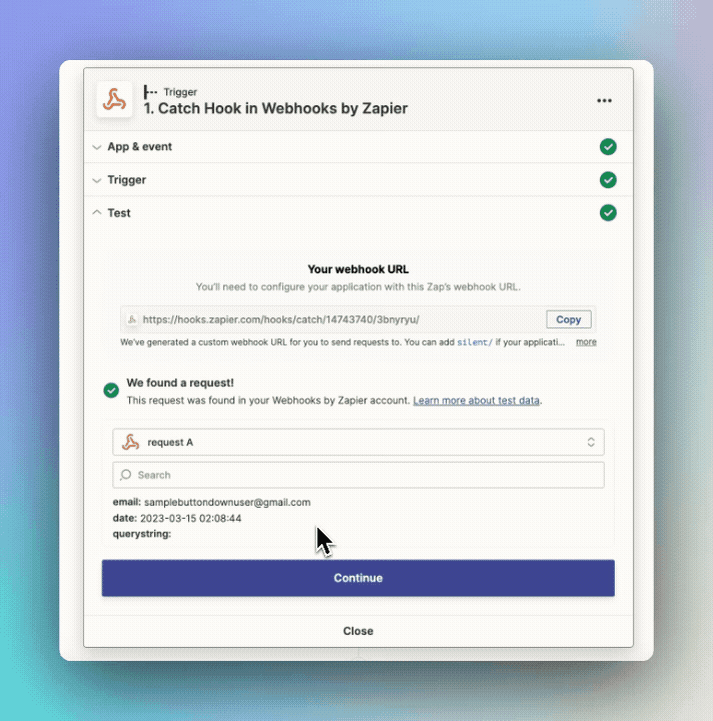 Trigger
1. Catch Hook in Webhooks by Zapier
App & event
Trigger
Test
Your webhook URL
You'll need to configure your application with this Zap's webhook URL.
https://hooks.zapier.com/hooks/catch/14743740/3bnyryu/
Copy
We've generated a custom webhook URL for you to send requests to. You can add silent/ if your applicati... more
We found a request!
This request was found in your Webhooks by Zapier account. Learn more about test data.
request A
Search
email: samplebuttondownuser@gmail.com
date: 2023-03-15 02:08:44
querystring:
Continue
Close